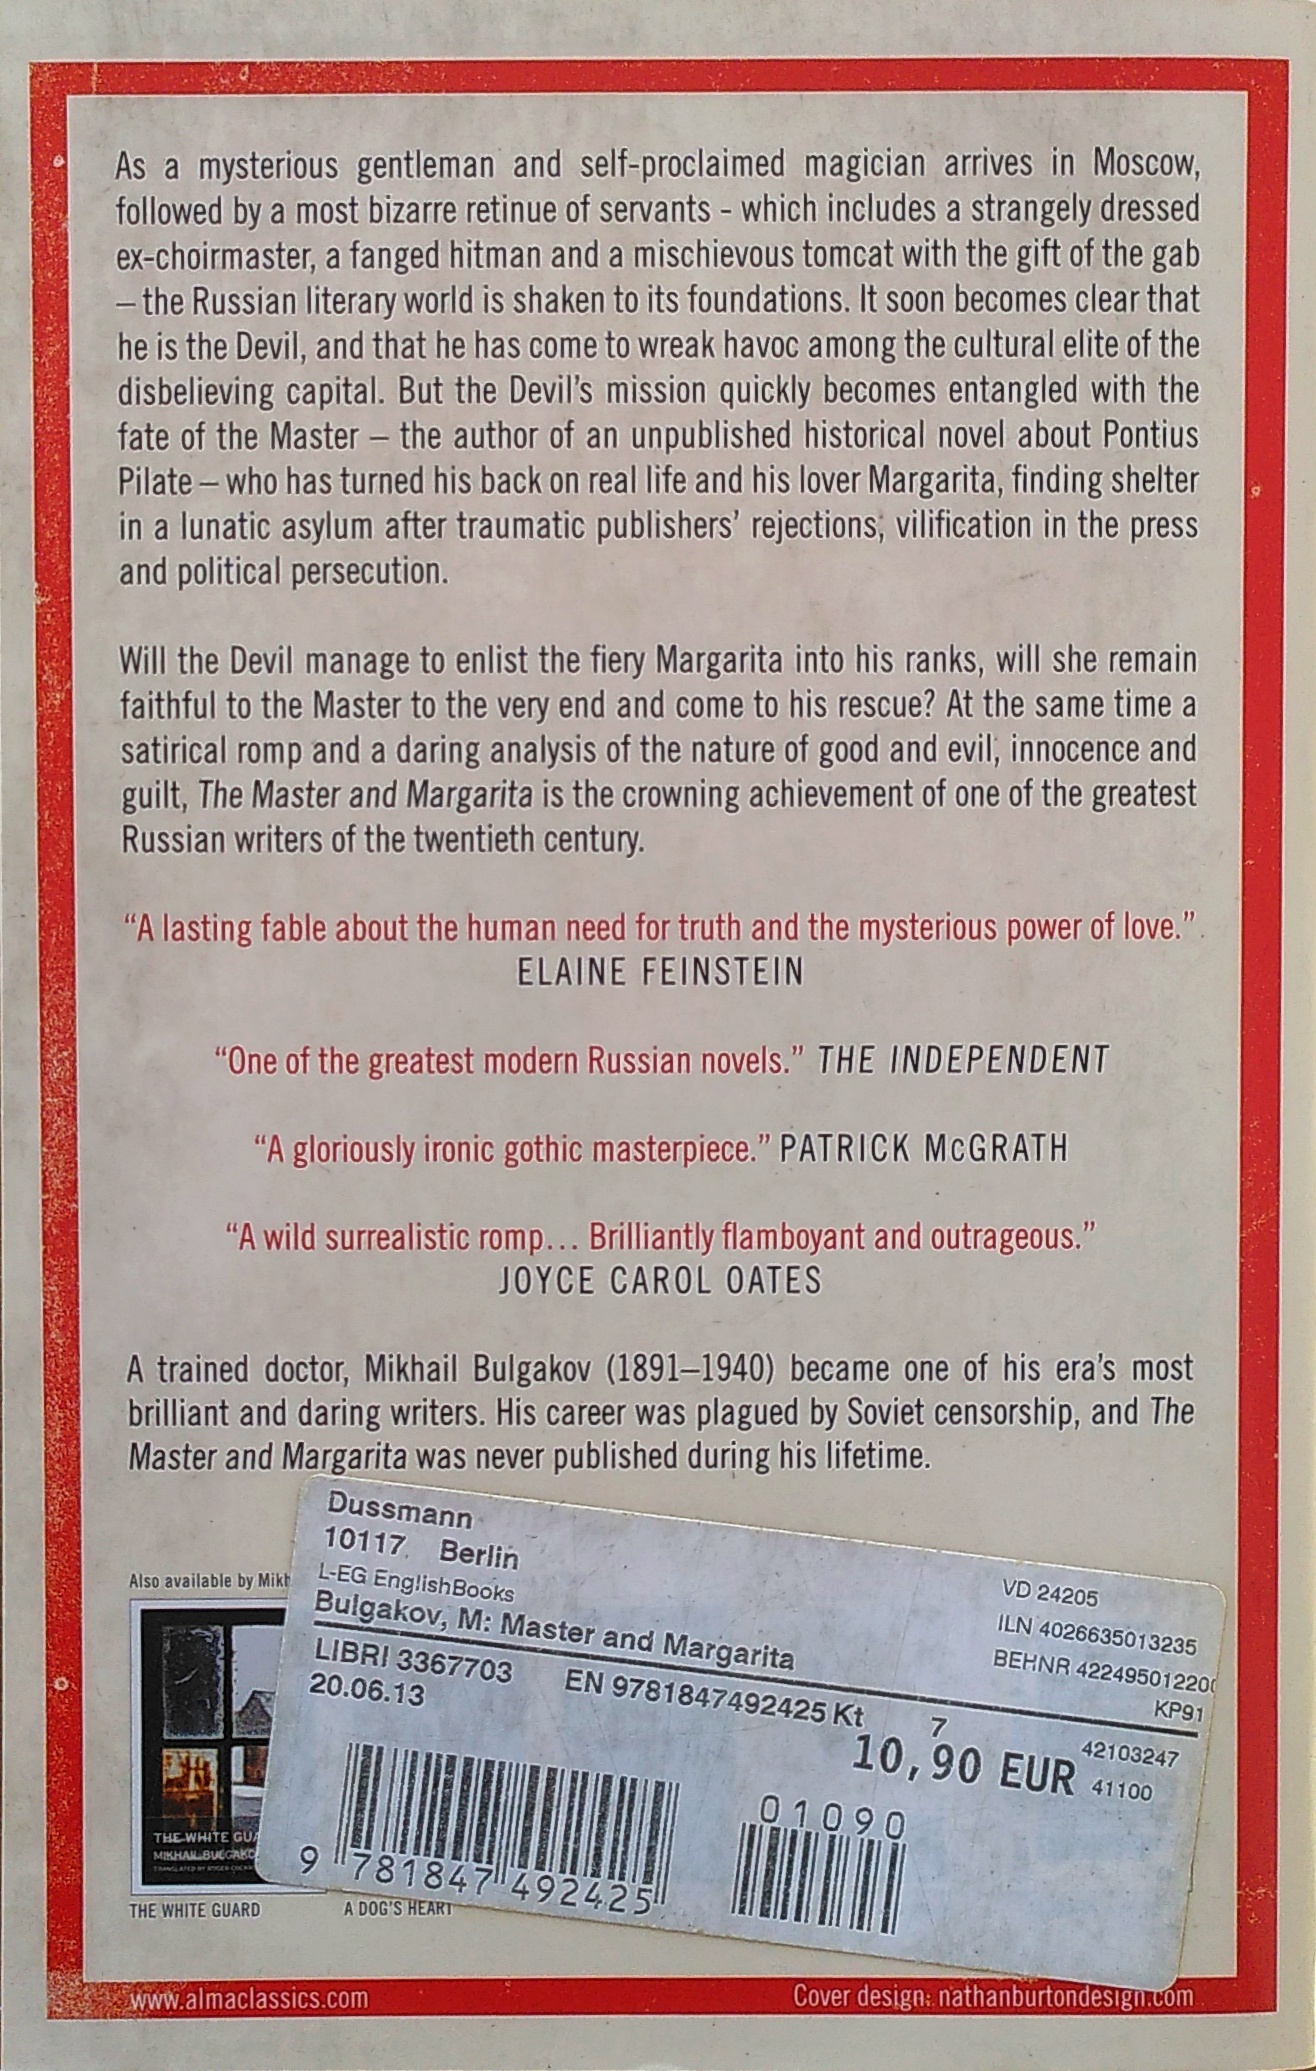 As a mysterious gentleman and self-proclaimed magician arrives in Moscow,
followed by a most bizarre retinue of servants - which includes a strangely dressed
ex-choirmaster, a fanged hitman and a mischievous tomcat with the gift of the gab
– the Russian literary world is shaken to its foundations. It soon becomes clear that
he is the Devil, and that he has come to wreak havoc among the cultural elite of the
disbelieving capital. But the Devil's mission quickly becomes entangled with the
fate of the Master – the author of an unpublished historical novel about Pontius
Pilate – who has turned his back on real life and his lover Margarita, finding shelter
in a lunatic asylum after traumatic publishers' rejections, vilification in the press
and political persecution.
Will the Devil manage to enlist the fiery Margarita into his ranks, will she remain
faithful to the Master to the very end and come to his rescue? At the same time a
satirical romp and a daring analysis of the nature of good and evil, innocence and
guilt, The Master and Margarita is the crowning achievement of one of the greatest
Russian writers of the twentieth century.
“A lasting fable about the human need for truth and the mysterious power of love.”
ELAINE FEINSTEIN
“One of the greatest modern Russian novels.” THE INDEPENDENT
“A gloriously ironic gothic masterpiece.” PATRICK McGRATH
“A wild surrealistic romp... Brilliantly flamboyant and outrageous.”
JOYCE CAROL OATES
A trained doctor, Mikhail Bulgakov (1891–1940) became one of his era's most
brilliant and daring writers. His career was plagued by Soviet censorship, and The
Master and Margarita was never published during his lifetime.
Dussmann
10117 Berlin
L-EG EnglishBooks
Bulgakov, M: Master and Margarita
VD 24205
ILN 4026635013235
BEHNR 422495012200
KP91
LIBRI 3367703 EN 9781847492425 Kt 7
20.06.13
10,90 EUR
42103247
41100
01090
9 781847 492425
Also available by
THE WHITE
MIKHAIL
THE WHITE GUARD
A DOG'S HEART
www.almaclassics.com
Cover design: nathanburtondesign.com